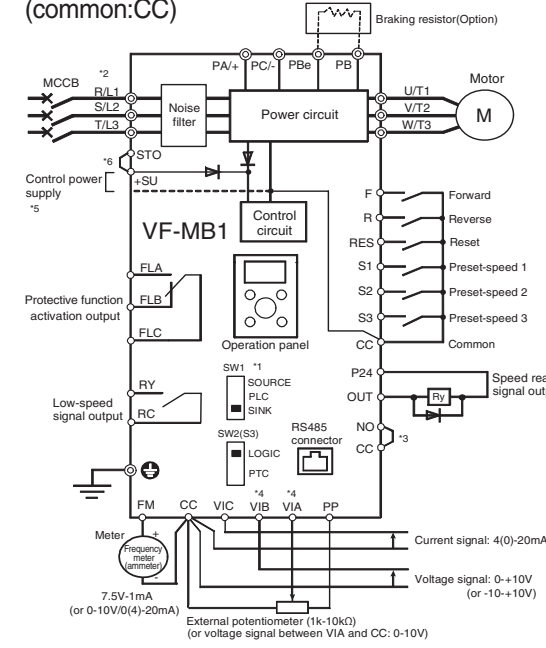 (common:CC)
Braking resistor(Option)
PA/+ PC/- PBe PB
MCCB *2
R/L1
S/L2
T/L3
Noise
filter
Power circuit
U/T1
V/T2
W/T3
Motor
M
*6
STO
+SU
Control power
supply
*5
VF-MB1
Control
circuit
F Forward
R Reverse
RES Reset
S1 Preset-speed 1
S2 Preset-speed 2
S3 Preset-speed 3
CC Common
FLA
FLB
FLC
Protective function
activation output
Operation panel
SW1 *1
SOURCE
PLC
SINK
P24
OUT
Ry
Speed rea
signal out
RY
RC
Low-speed
signal output
SW2(S3)
LOGIC
PTC
RS485
connector
NO
CC
*3
*4 *4
FM CC VIC VIB VIA PP
Meter
+
Frequency
meter
(ammeter)
-
7.5V-1mA
(or 0-10V/0(4)-20mA)
Current signal: 4(0)-20mA
Voltage signal: 0-+10V
(or -10-+10V)
External potentiometer (1k-10kΩ)
(or voltage signal between VIA and CC: 0-10V)